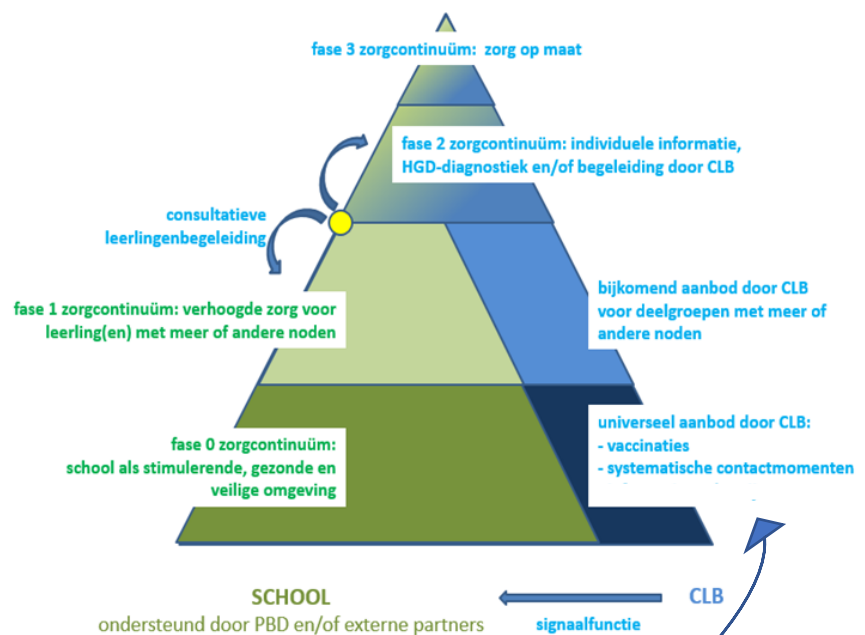 fase 3 zorgcontinuüm: zorg op maat
fase 2 zorgcontinuüm: individuele informatie,
HGD-diagnostiek en/of begeleiding door CLB
consultatieve
leerlingenbegeleiding
fase 1 zorgcontinuüm: verhoogde zorg voor
leerling(en) met meer of andere noden
bijkomend aanbod door CLB
voor deelgroepen met meer of
andere noden
fase 0 zorgcontinuüm:
school als stimulerende, gezonde en
veilige omgeving
universeel aanbod door CLB:
- vaccinaties
- systematische contactmomenten
SCHOOL
ondersteund door PBD en/of externe partners
signaalfunctie
CLB